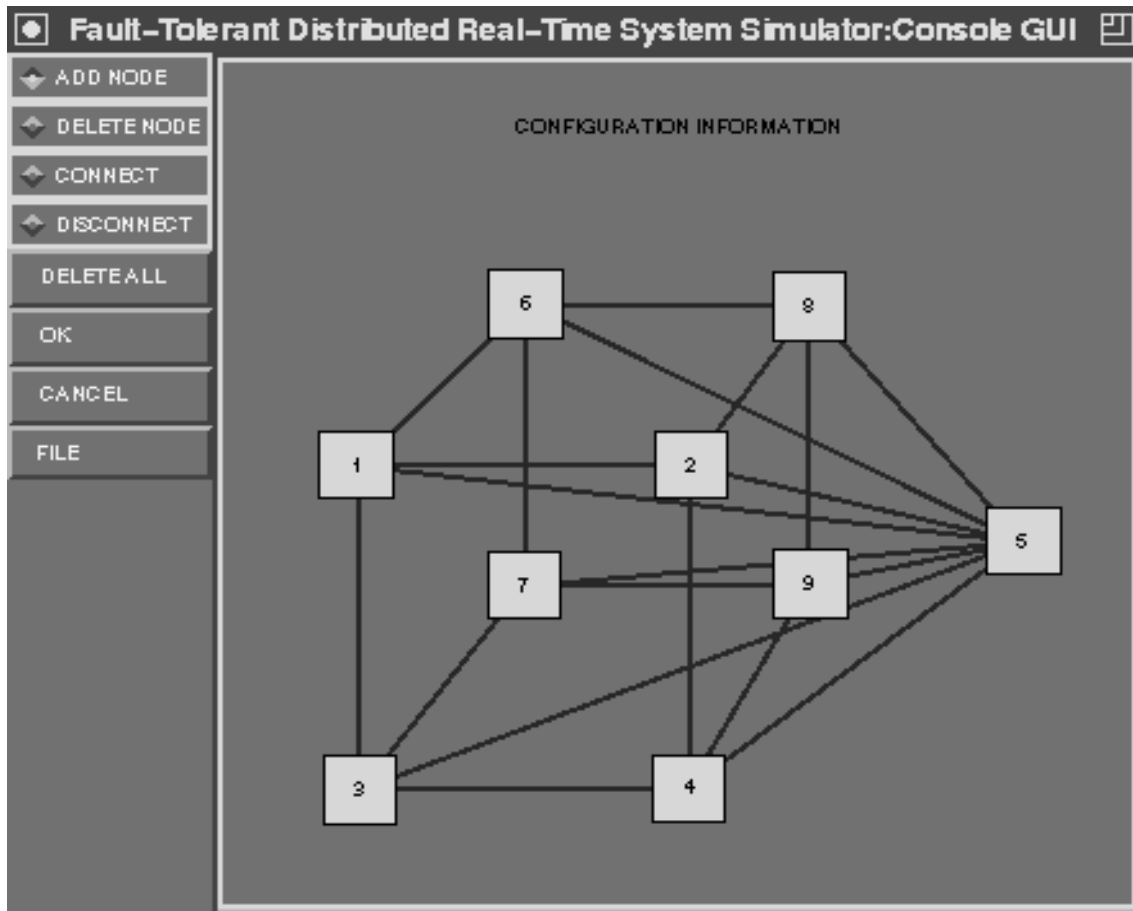 Fault-Tolerant Distributed Real-Time System Simulator:Console GUI
ADD NODE
DELETE NODE
CONNECT
DISCONNECT
DELETE ALL
OK
CANCEL
FILE
CONFIGURATION INFORMATION
6
8
1
2
5
7
9
3
4